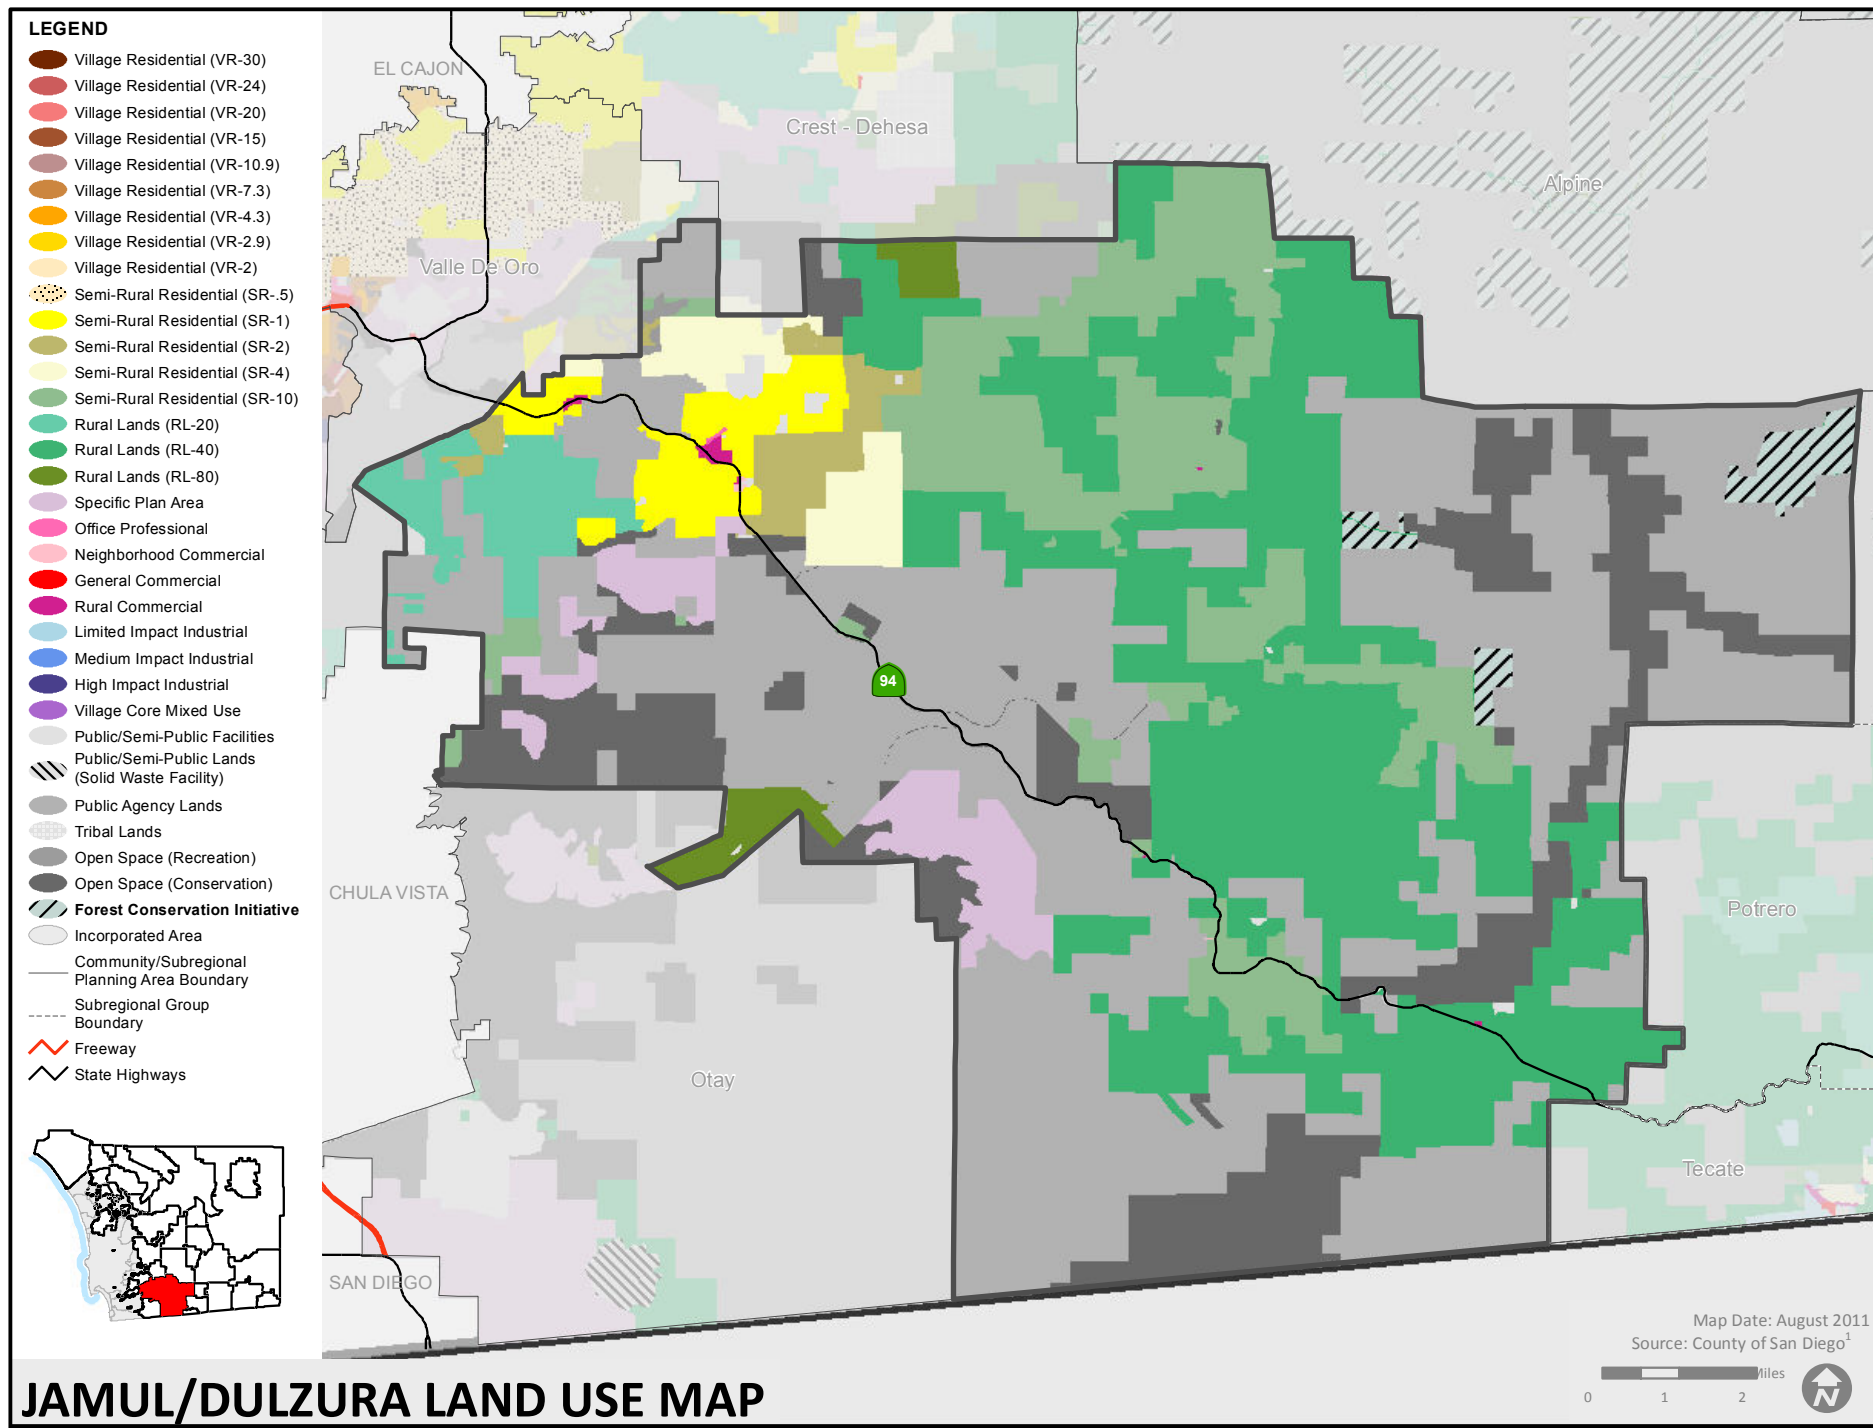 LEGEND
Village Residential (VR-30)
Village Residential (VR-24)
Village Residential (VR-20)
Village Residential (VR-15)
Village Residential (VR-10.9)
Village Residential (VR-7.3)
Village Residential (VR-4.3)
Village Residential (VR-2.9)
Village Residential (VR-2)
Semi-Rural Residential (SR-.5)
Semi-Rural Residential (SR-1)
Semi-Rural Residential (SR-2)
Semi-Rural Residential (SR-4)
Semi-Rural Residential (SR-10)
Rural Lands (RL-20)
Rural Lands (RL-40)
Rural Lands (RL-80)
Specific Plan Area
Office Professional
Neighborhood Commercial
General Commercial
Rural Commercial
Limited Impact Industrial
Medium Impact Industrial
High Impact Industrial
Village Core Mixed Use
Public/Semi-Public Facilities
Public/Semi-Public Lands
(Solid Waste Facility)
Public Agency Lands
Tribal Lands
Open Space (Recreation)
Open Space (Conservation)
Forest Conservation Initiative
Incorporated Area
Community/Subregional
Planning Area Boundary
Subregional Group
Boundary
Freeway
State Highways
EL CAJON
Crest - Dehesa
Alpine
Valle De Oro
94
CHULA VISTA
Potrero
Otay
Tecate
SAN DIEGO
Map Date: August 2011
Source: County of San Diego1
Miles
0 1 2
N
JAMUL/DULZURA LAND USE MAP